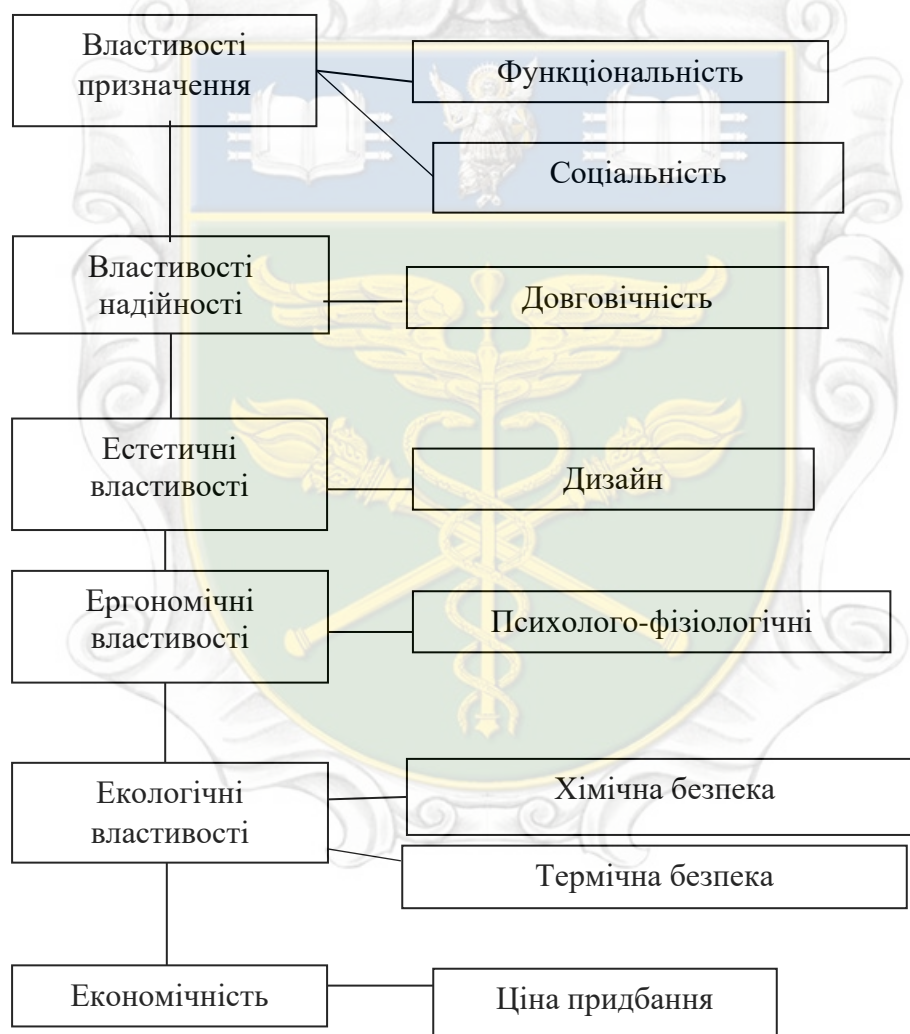 Властивості
призначення
Функціональність
Соціальність
Властивості
надійності
Довговічність
Естетичні
властивості
Дизайн
Ергономічні
властивості
Психолого-фізіологічні
Екологічні
властивості
Хімічна безпека
Термічна безпека
Економічність
Ціна придбання